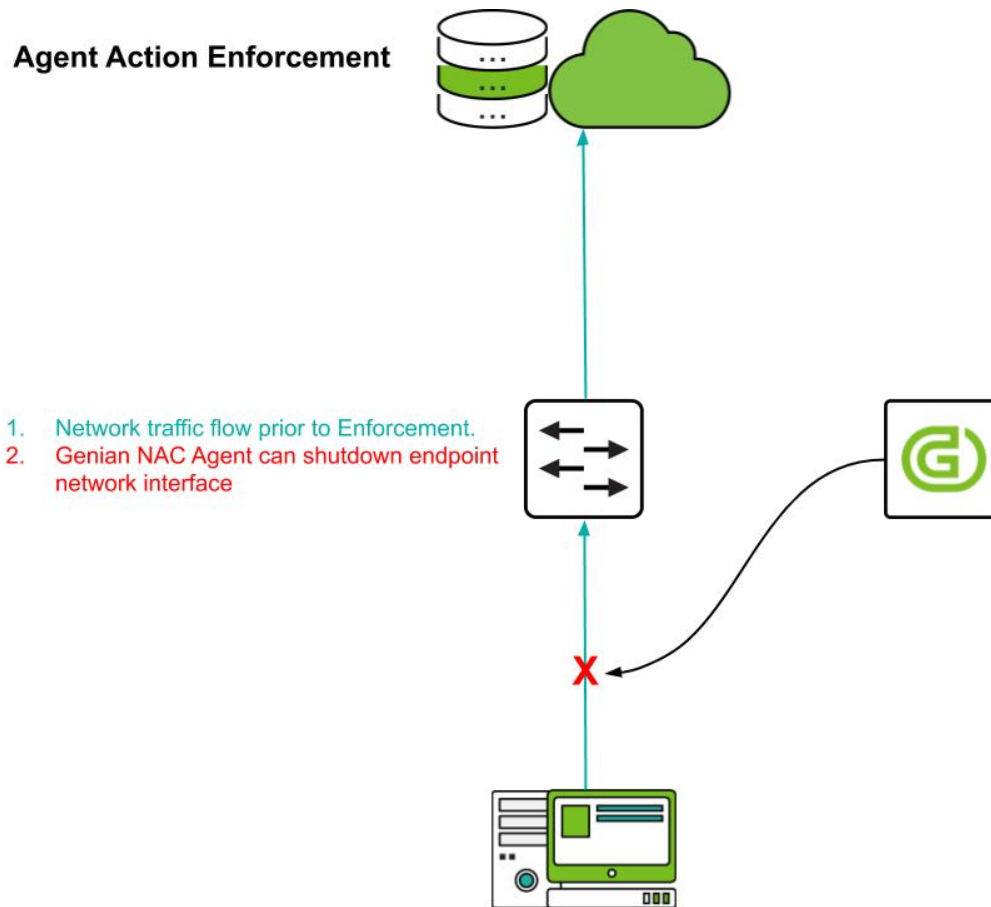 Agent Action Enforcement
1. Network traffic flow prior to Enforcement.
2. Genian NAC Agent can shutdown endpoint
network interface
X
G